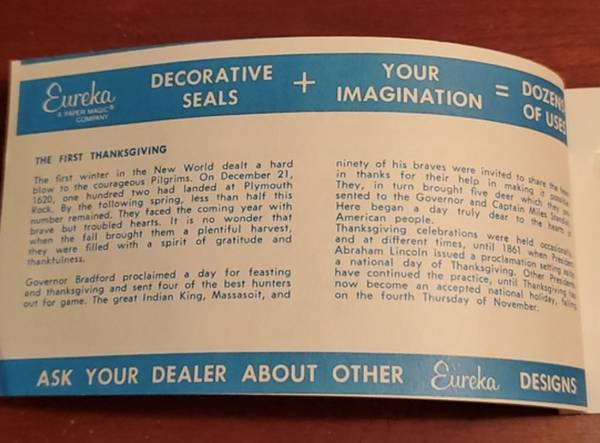 Eureka
A PAPER MAGIC®
COMPANY
DECORATIVE
SEALS
+
YOUR
IMAGINATION
=
DOZENS
OF USES
THE FIRST THANKSGIVING
The first winter in the New World dealt a hard
blow to the courageous Pilgrims. On December 21,
1620, one hundred two had landed at Plymouth
Rock. By the following spring, less than half this
number remained. They faced the coming year with
brave but troubled hearts. It is no wonder that
when the fall brought them a plentiful harvest,
they were filled with a spirit of gratitude and
thankfulness.
Governor Bradford proclaimed a day for feasting
and thanksgiving and sent four of the best hunters
out for game. The great Indian King, Massasoit, and
ninety of his braves were invited to share the
in thanks for their help in making it possible
They, in turn brought five deer which they
sented to the Governor and Captain Miles Standish
Here began a day truly dear to the hearts of
American people.
Thanksgiving celebrations were held occasionally
and at different times, until 1861 when President
Abraham Lincoln issued a proclamation setting aside
a national day of Thanksgiving. Other Presidents
have continued the practice, until Thanksgiving has
now become an accepted national holiday, falling
on the fourth Thursday of November.
ASK YOUR DEALER ABOUT OTHER Eureka DESIGNS